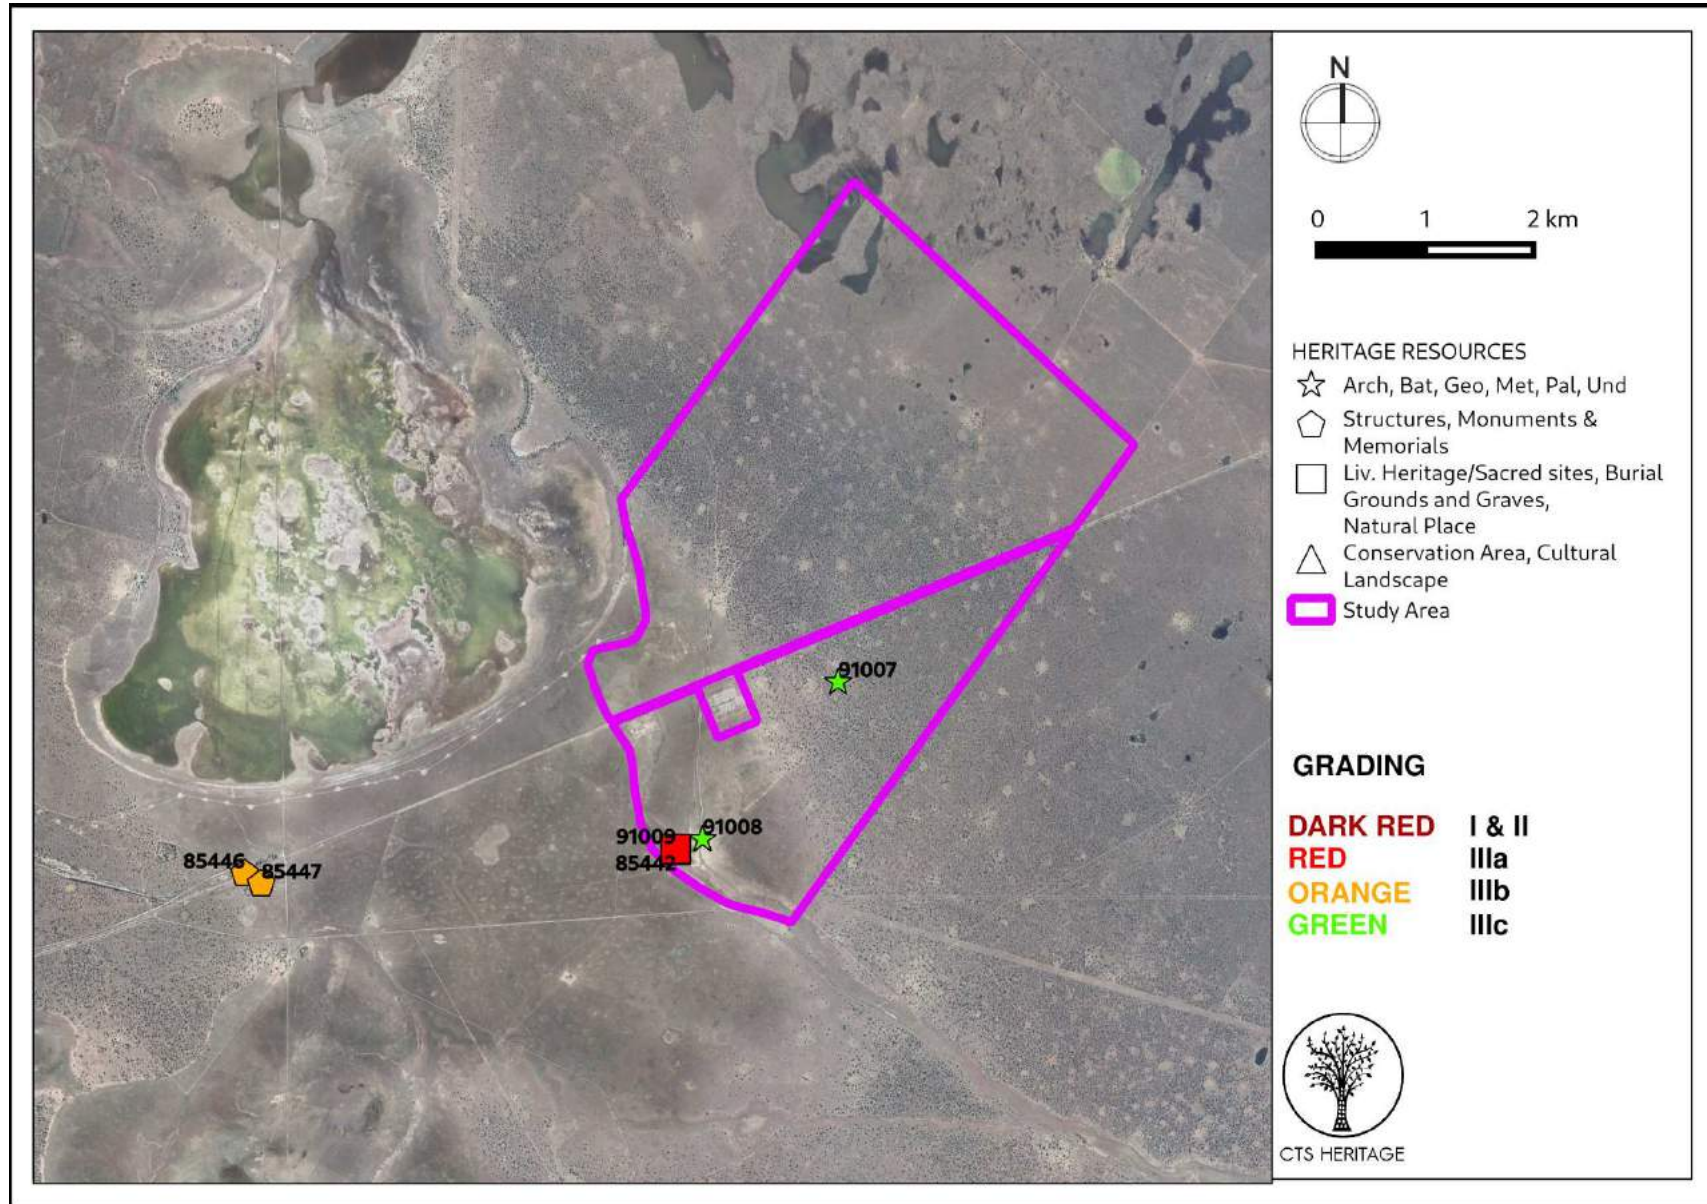 N
0 1 2 km
HERITAGE RESOURCES
Arch, Bat, Geo, Met, Pal, Und
Structures, Monuments &
Memorials
Liv. Heritage/Sacred sites, Burial
Grounds and Graves,
Natural Place
Conservation Area, Cultural
Landscape
Study Area
91007
91009 91008
85442
85446
85447
GRADING
DARK RED I & II
RED IIIa
ORANGE IIIb
GREEN IIIc
CTS HERITAGE